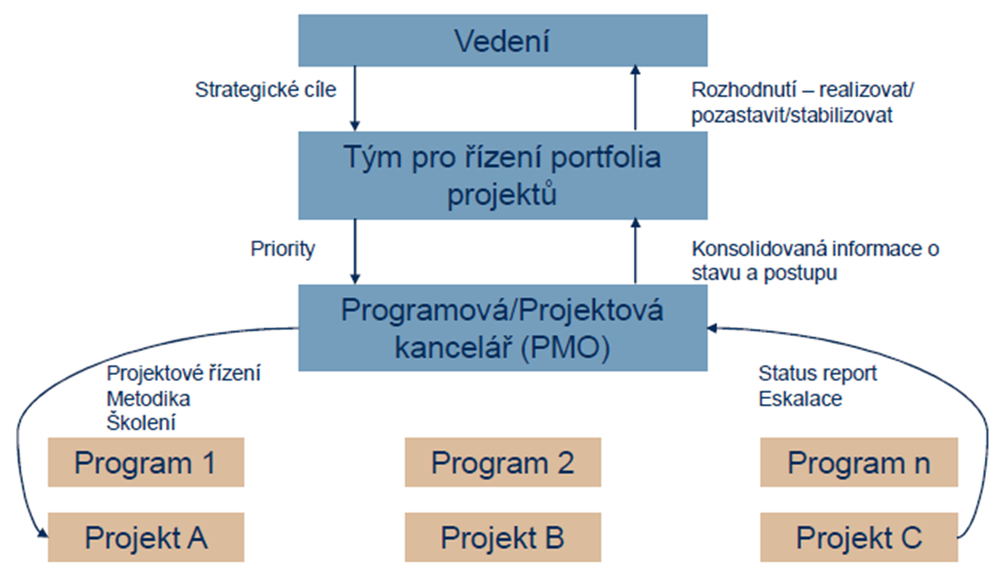 Vedení
Strategické cíle
Rozhodnutí – realizovat/
pozastavit/stabilizovat
Tým pro řízení portfolia
projektů
Priority
Konsolidovaná informace o
stavu a postupu
Programová/Projektová
kancelář (PMO)
Projektové řízení
Metodika
Školení
Status report
Eskalace
Program 1
Program 2
Program n
Projekt A
Projekt B
Projekt C